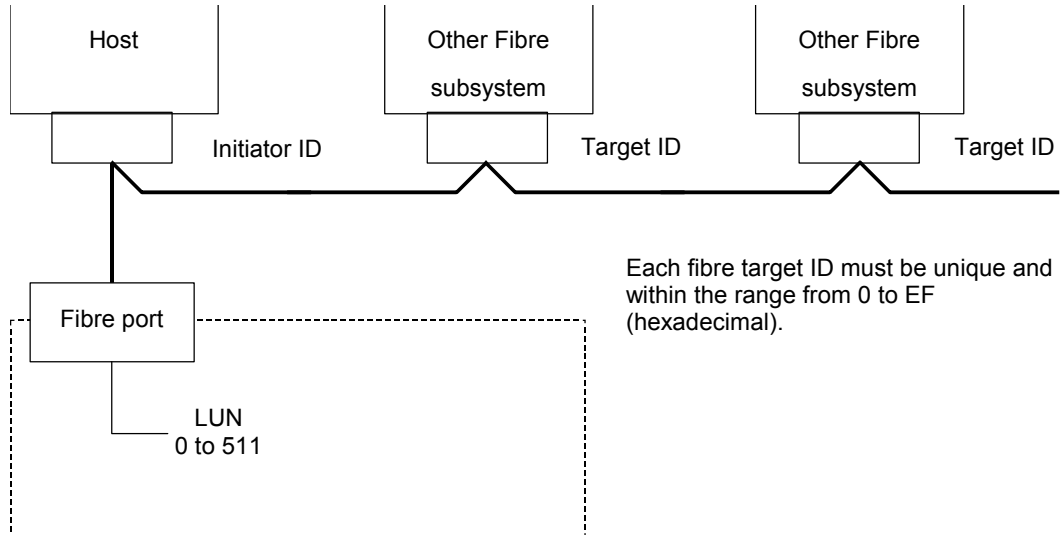 Host
Other Fibre
subsystem
Other Fibre
subsystem
Initiator ID
Target ID
Target ID
Each fibre target ID must be unique and
within the range from 0 to EF
(hexadecimal).
Fibre port
LUN
0 to 511